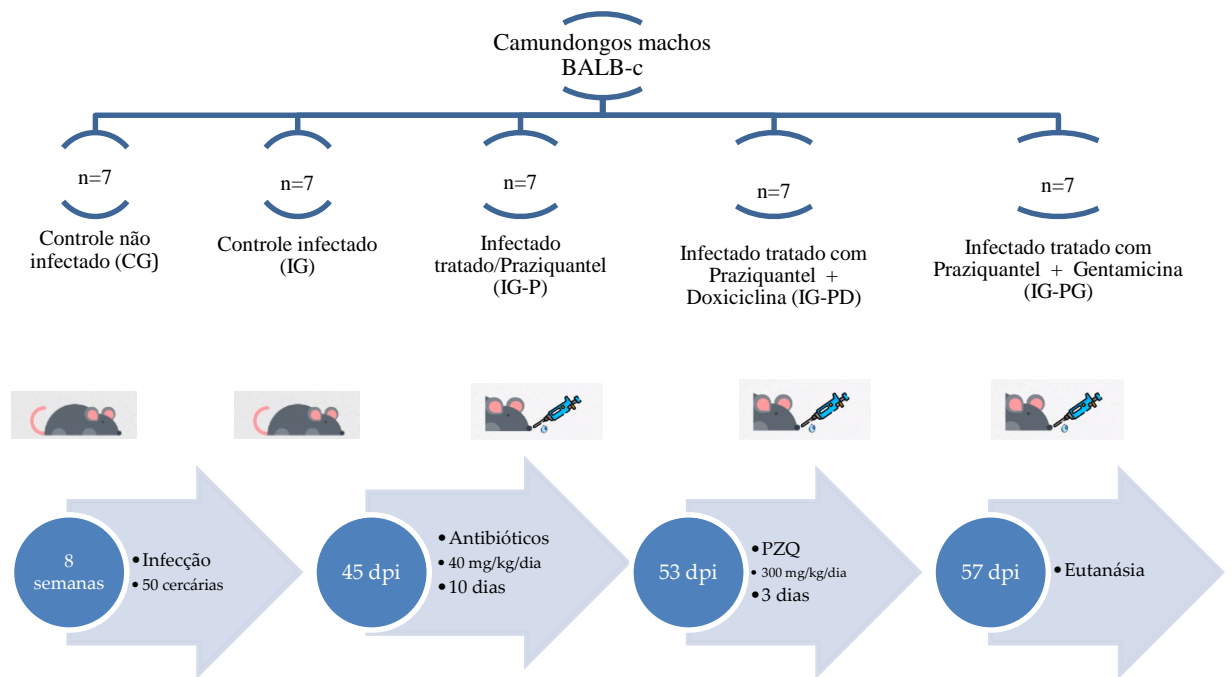 Camundongos machos
BALB-c
n=7
n=7
n=7
n=7
n=7
Controle não
infectado (CG)
Controle infectado
(IG)
Infectado
tratado/Praziquantel
(IG-P)
Infectado tratado com
Praziquantel +
Doxiciclina (IG-PD)
Infectado tratado com
Praziquantel + Gentamicina
(IG-PG)
8
semanas
•Infecção
•50 cercárias
45 dpi
•Antibióticos
•40 mg/kg/dia
•10 dias
53 dpi
•PZQ
•300 mg/kg/dia
•3 dias
57 dpi
•Eutanásia